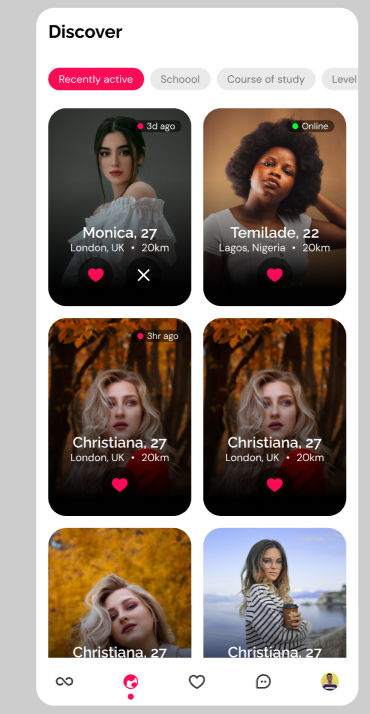 Discover
Recently active
Schoool
Course of study
Level
3d ago
Monica, 27
London, UK • 20km
Online
Temilade, 22
Lagos, Nigeria • 20km
3hr ago
Christiana, 27
London, UK • 20km
Christiana, 27
London, UK • 20km
Christiana, 27
Christiana, 27